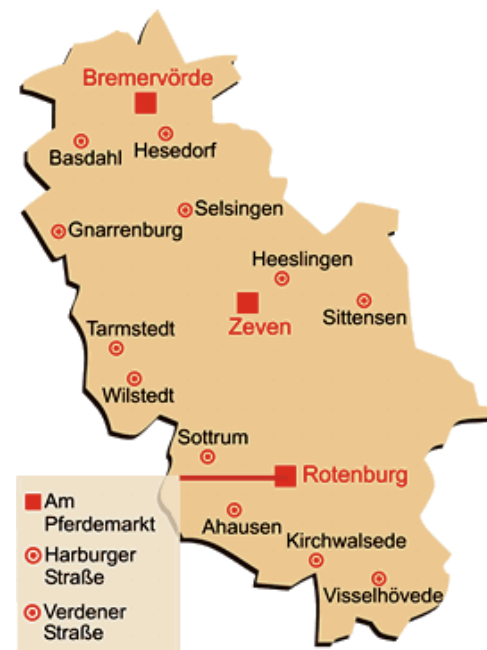 Bremervörde
Basdahl
Hesedorf
Selsingen
Gnarrenburg
Heeslingen
Sittensen
Zeven
Tarmstedt
Wilstedt
Sottrum
Rotenburg
Am
Pferdemarkt
Ahausen
Kirchwalsede
Harburger
Straße
Visselhövede
Verdener
Straße